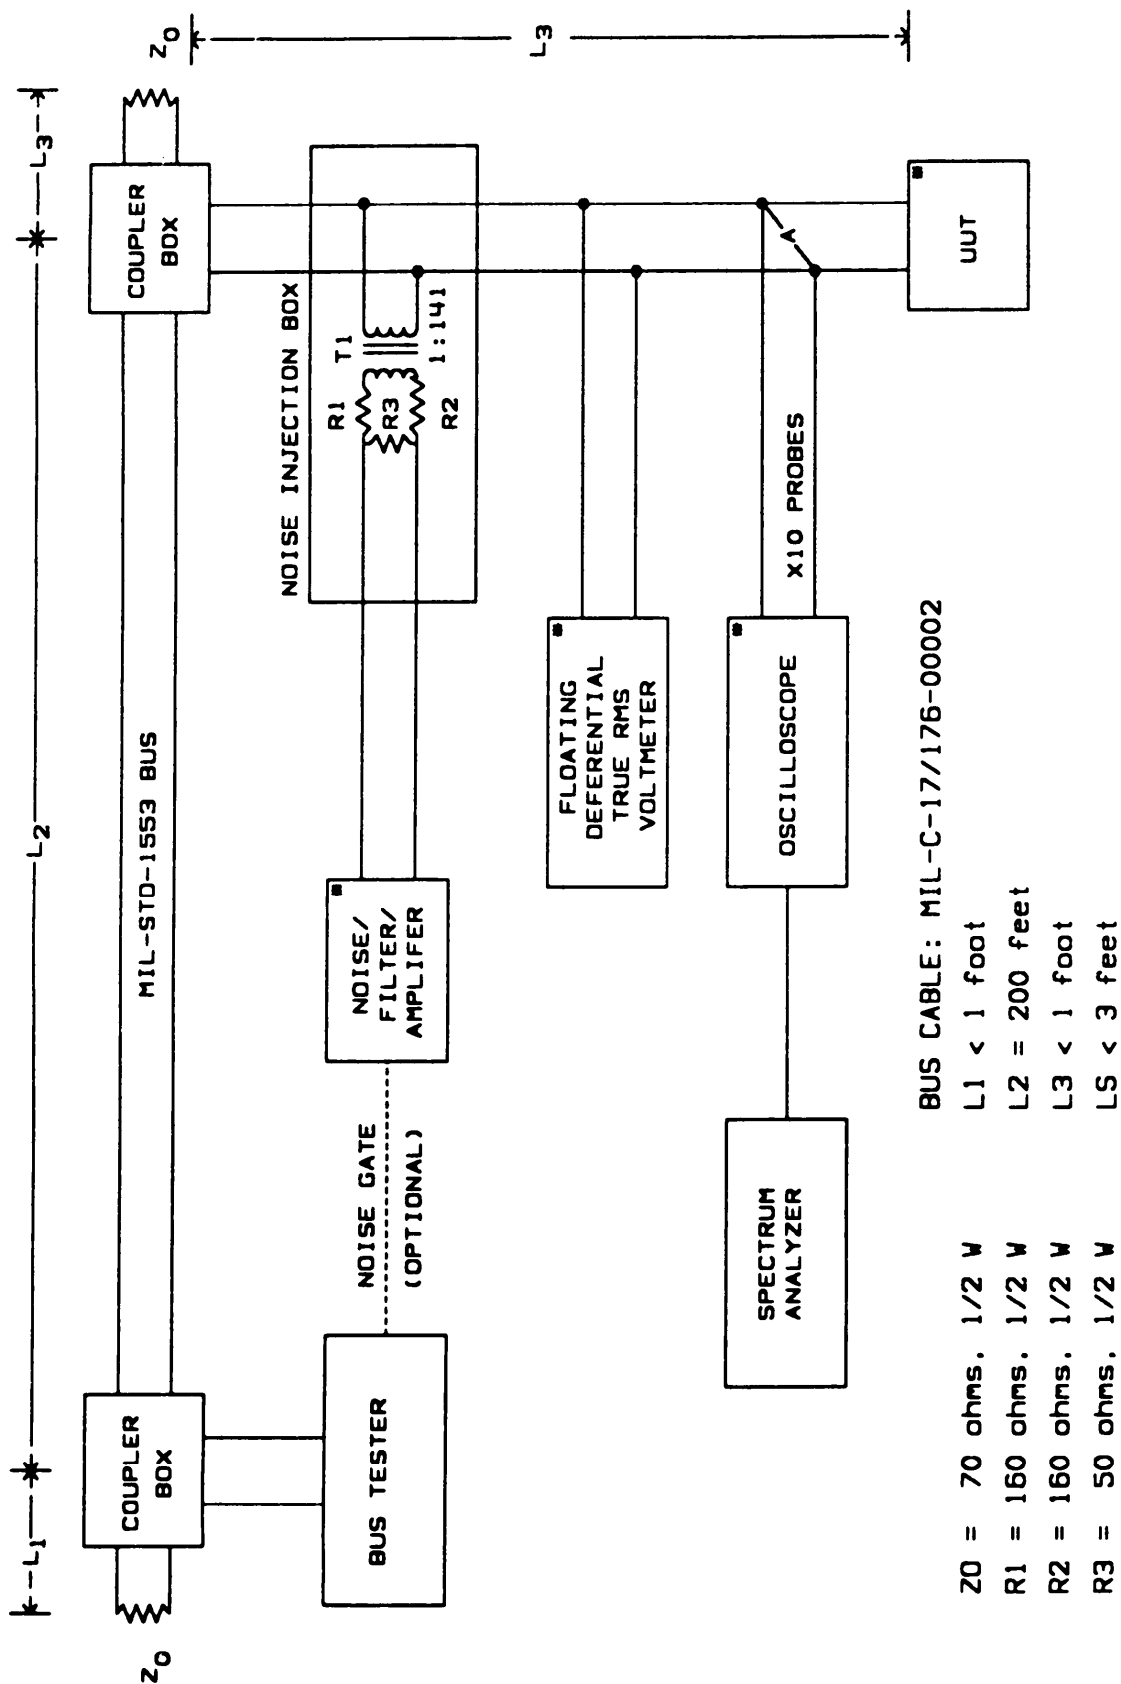 L1
L2
L3
Z0
COUPLER
BOX
MIL-STD-1553 BUS
COUPLER
BOX
Z0
BUS TESTER
NOISE GATE
(OPTIONAL)
NOISE/
FILTER/
AMPLIFER
NOISE INJECTION BOX
R1
R3
R2
T1
1:141
FLOATING
DEFERENTIAL
TRUE RMS
VOLTMETER
SPECTRUM
ANALYZER
OSCILLOSCOPE
X10 PROBES
A
UUT
L3
BUS CABLE: MIL-C-17/176-00002
Z0 = 70 ohms. 1/2 W
R1 = 160 ohms. 1/2 W
R2 = 160 ohms. 1/2 W
R3 = 50 ohms. 1/2 W
L1 < 1 foot
L2 = 200 feet
L3 < 1 foot
LS < 3 feet